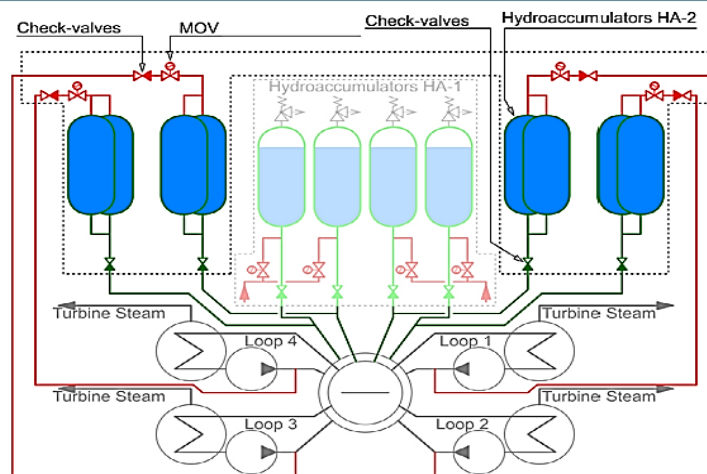 Check-valves
MOV
Check-valves
Hydroaccumulators HA-2
Hydroaccumulators HA-1
Turbine Steam
Loop 4
Loop 1
Turbine Steam
Turbine Steam
Loop 3
Loop 2
Turbine Steam